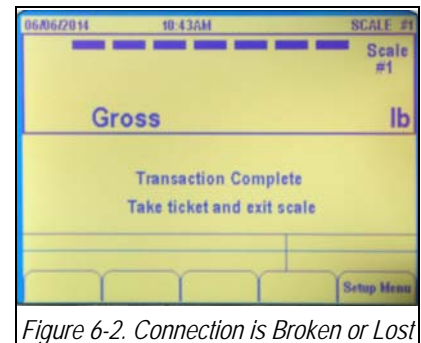 06/06/2014 10:43AM SCALE #1
Scale
#1
Gross lb
Transaction Complete
Take ticket and exit scale
Setup Menu
Figure 6-2. Connection is Broken or Lost